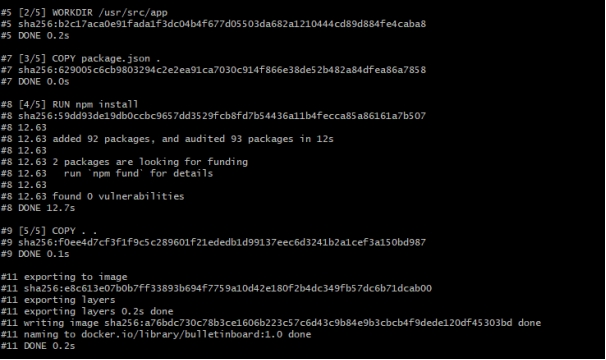 #5 [2/5] WORKDIR /usr/src/app
#5 sha256:b2c17aca0e91fada1f3dc04b4f677d05503da682a1210444cd89d884fe4caba8
#5 DONE 0.2s
#7 [3/5] COPY package.json .
#7 sha256:629005c6cb9803294c2e2ea91ca7030c914f866e38de52b482a84dfea86a7858
#7 DONE 0.0s
#8 [4/5] RUN npm install
#8 sha256:59dd93de19db0ccbc9657dd3529fcb8fd7b54436a11b4fecca85a86161a7b507
#8 12.63
#8 12.63 added 92 packages, and audited 93 packages in 12s
#8 12.63
#8 12.63 2 packages are looking for funding
#8 12.63   run `npm fund` for details
#8 12.63
#8 12.63 found 0 vulnerabilities
#8 DONE 12.7s
#9 [5/5] COPY . .
#9 sha256:f0ee4d7cf3f1f9c5c289601f21ededb1d99137eec6d3241b2a1cef3a150bd987
#9 DONE 0.1s
#11 exporting to image
#11 sha256:e8c613e07b0b7ff33893b694f7759a10d42e180f2b4dc349fb57dc6b71dcab00
#11 exporting layers
#11 exporting layers 0.2s done
#11 writing image sha256:a76bdc730c78b3ce1606b223c57c6d43c9b84e9b3cbcb4f9dede120df45303bd done
#11 naming to docker.io/library/bulletinboard:1.0 done
#11 DONE 0.2s